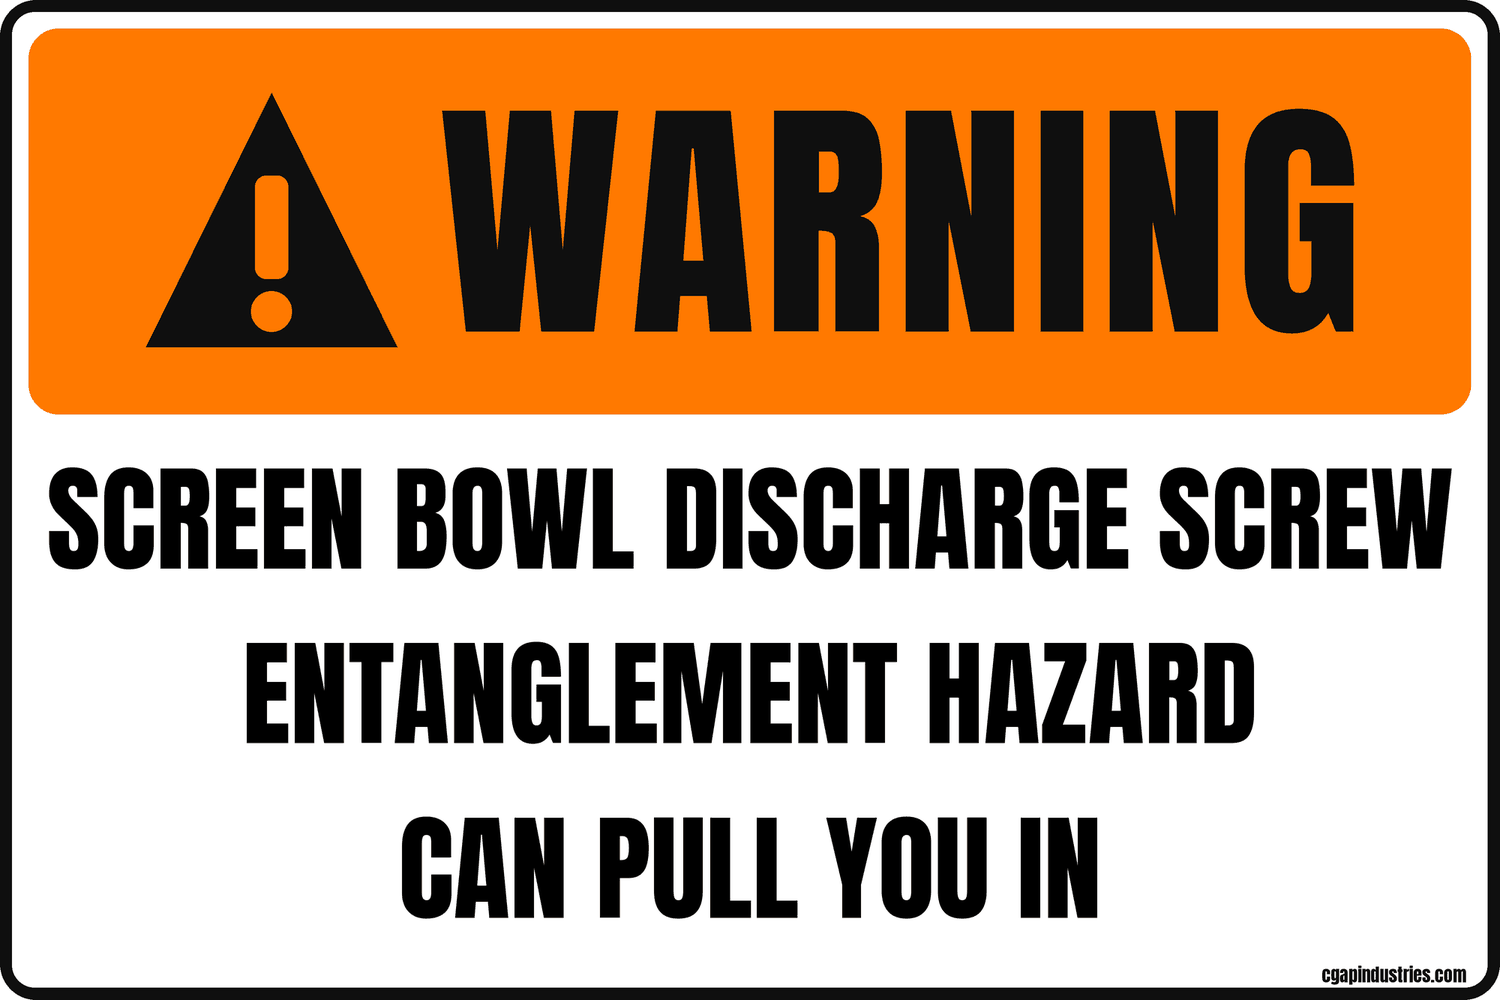 WARNING
SCREEN BOWL DISCHARGE SCREW
ENTANGLEMENT HAZARD
CAN PULL YOU IN
cgapindustries.com